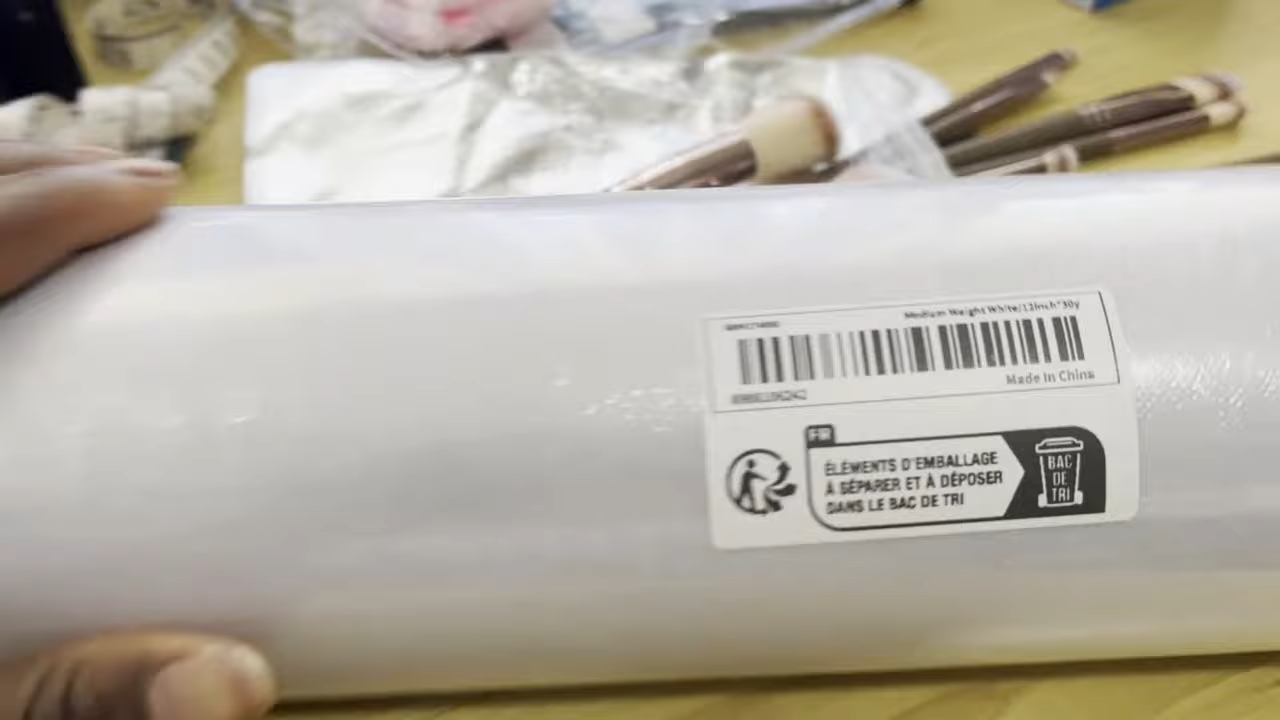 Medium Weight White/12Inch*30y
Made In China
FR
ÉLÉMENTS D'EMBALLAGE
À SÉPARER ET À DÉPOSER
DANS LE BAC DE TRI
BAC
DE
TRI